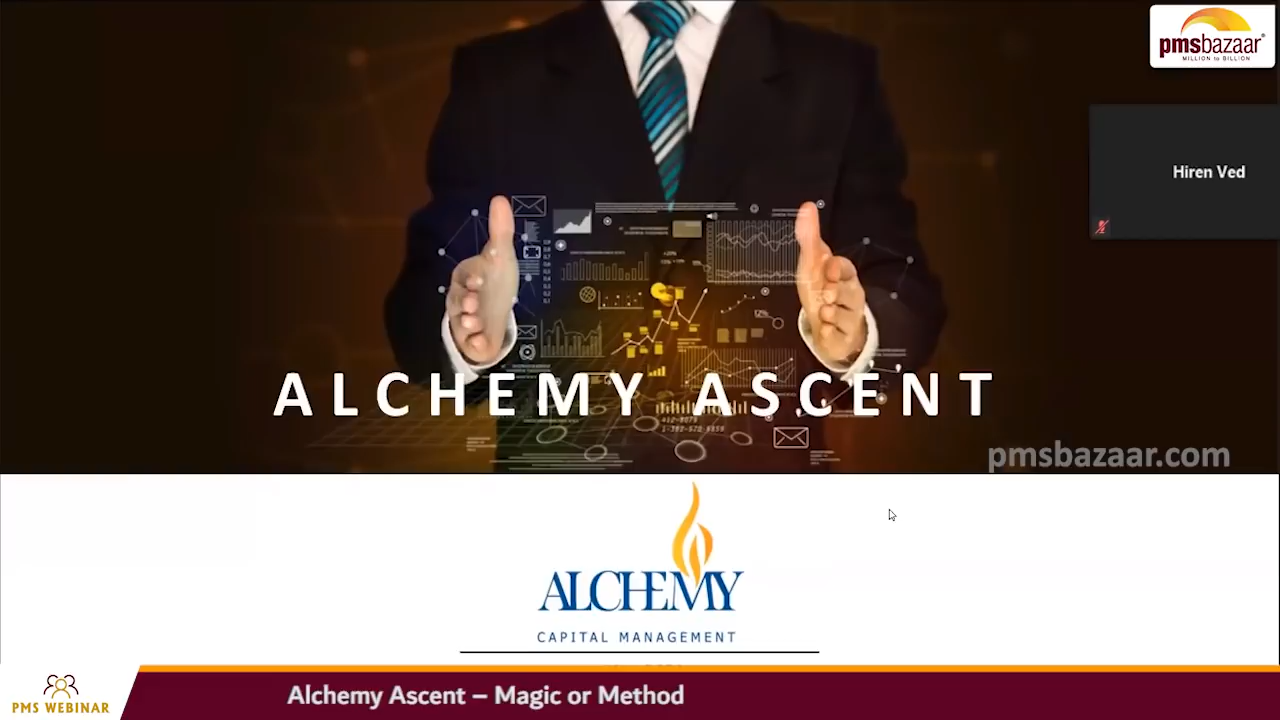 pmsbazaar
MILLION to BILLION
Hiren Ved
ALCHEMY ASCENT
pmsbazaar.com
ALCHEMY
CAPITAL MANAGEMENT
PMS WEBINAR
Alchemy Ascent – Magic or Method